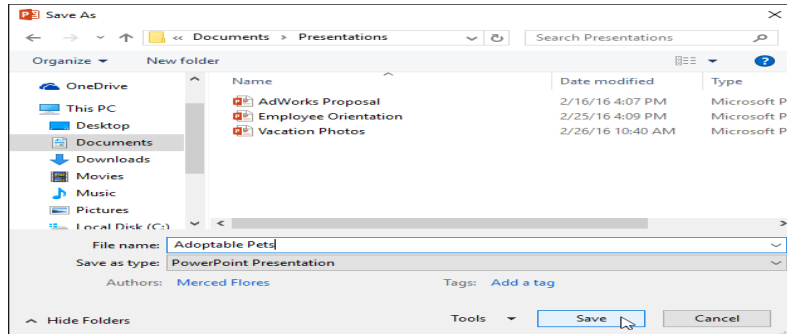 Save As
« Documents > Presentations
Search Presentations
Organize
New folder
OneDrive
This PC
Desktop
Documents
Downloads
Movies
Music
Pictures
Local Disk (C:)
Name Date modified Type
AdWorks Proposal 2/16/16 4:07 PM Microsoft P
Employee Orientation 2/25/16 4:09 PM Microsoft P
Vacation Photos 2/26/16 10:40 AM Microsoft P
File name: Adoptable Pets
Save as type: PowerPoint Presentation
Authors: Merced Flores Tags: Add a tag
Hide Folders Tools Save Cancel